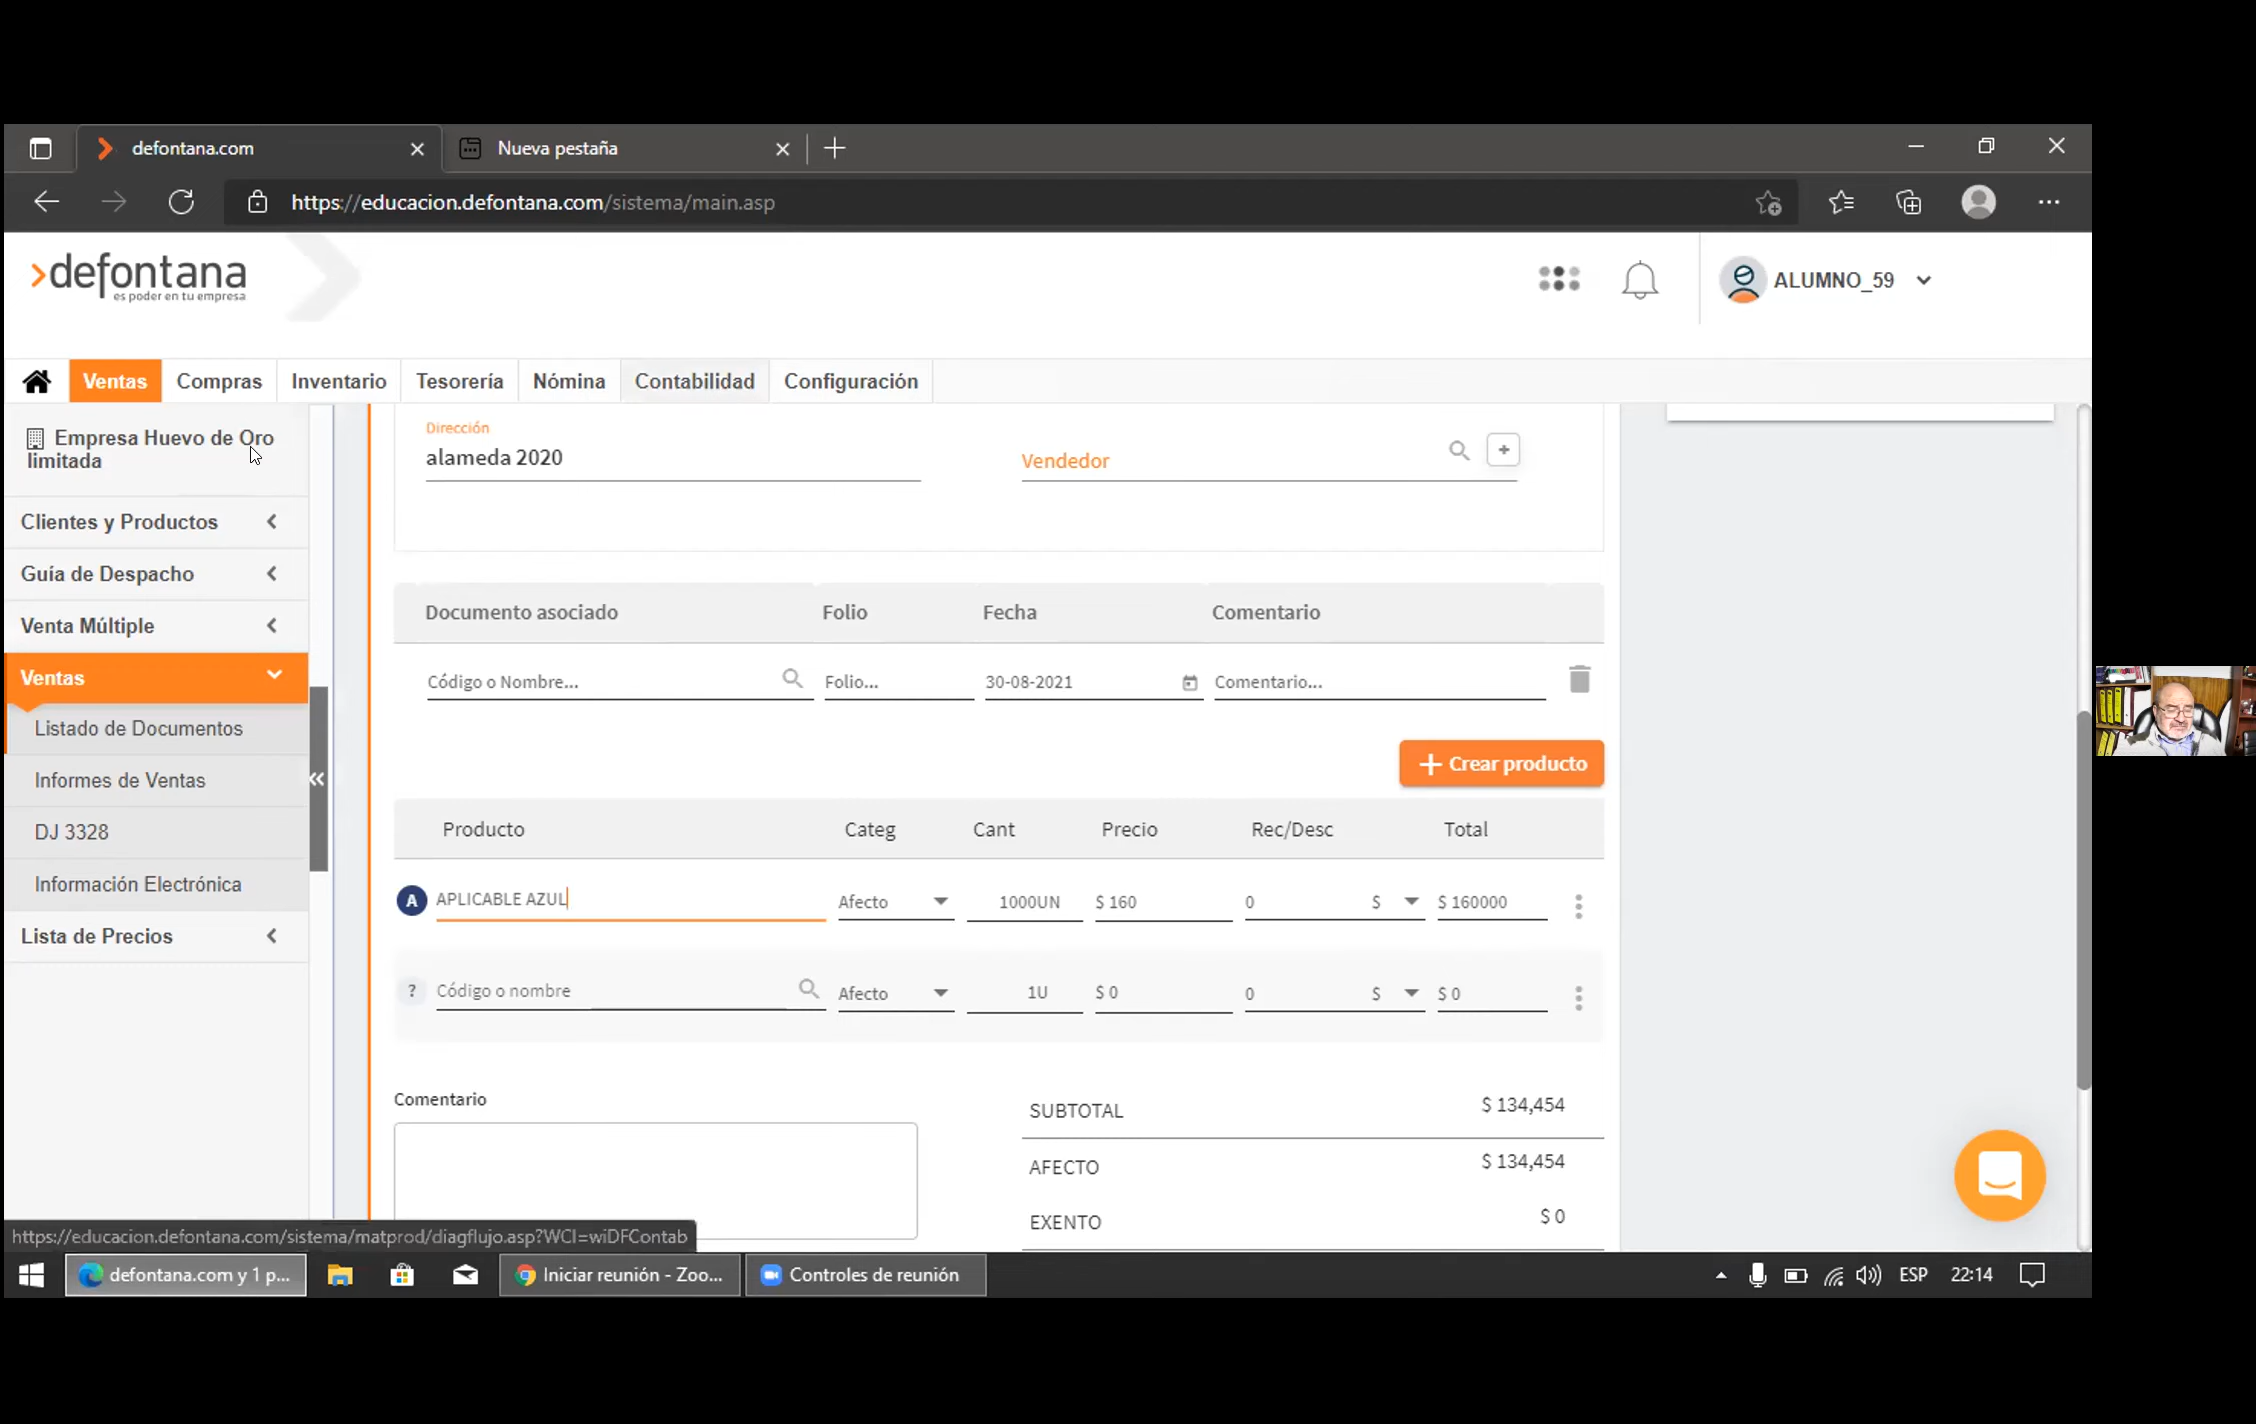 defontana.com
Nueva pestaña
https://educacion.defontana.com/sistema/main.asp
defontana
es poder en tu empresa
ALUMNO_59
Ventas
Compras
Inventario
Tesorería
Nómina
Contabilidad
Configuración
Empresa Huevo de Oro
limitada
Clientes y Productos
Guía de Despacho
Venta Múltiple
Ventas
Listado de Documentos
Informes de Ventas
DJ 3328
Información Electrónica
Lista de Precios
Dirección
alameda 2020
Vendedor
Documento asociado Folio Fecha Comentario
Código o Nombre... Folio... 30-08-2021 Comentario...
+ Crear producto
Producto Categ Cant Precio Rec/Desc Total
A APLICABLE AZUL Afecto 1000UN $ 160 0 $ $ 160000
? Código o nombre Afecto 1U $ 0 0 $ $ 0
Comentario
SUBTOTAL $ 134,454
AFECTO $ 134,454
EXENTO $ 0
https://educacion.defontana.com/sistema/matprod/diagflujo.asp?WCI=wiDFContab
defontana.com y 1 p...
Iniciar reunión - Zoo...
Controles de reunión
ESP
22:14